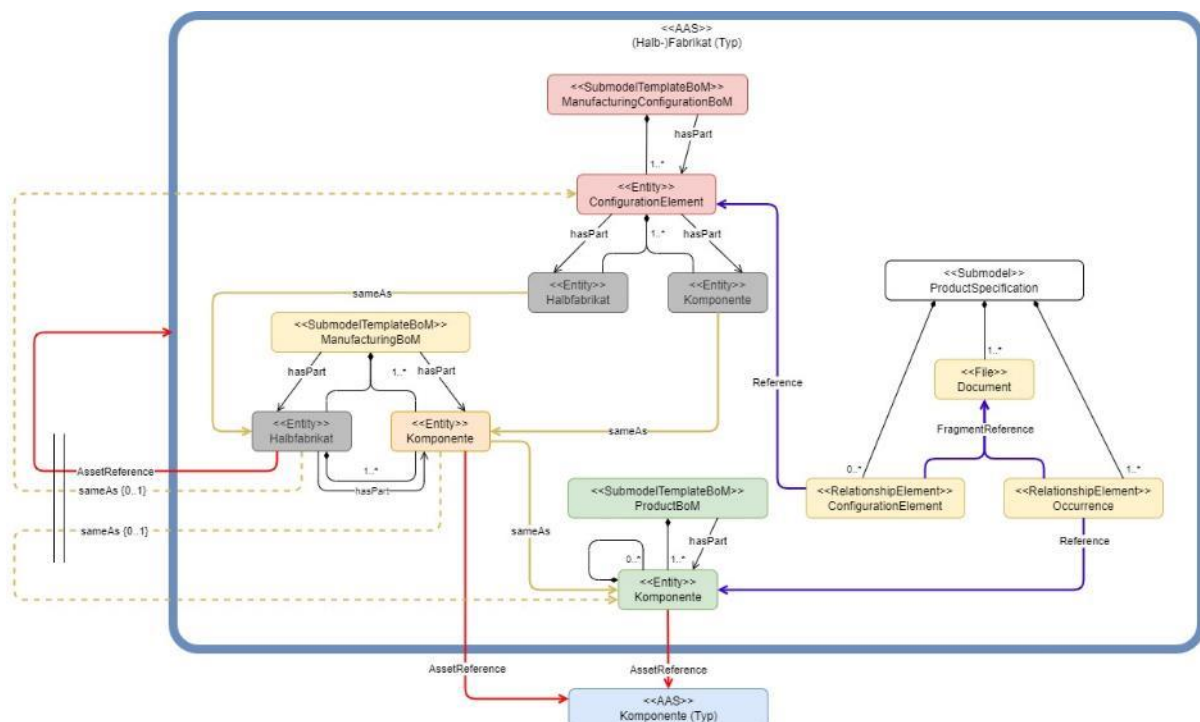 <<AAS>>
(Halb-)Fabrikat (Typ)
<<SubmodelTemplateBoM>>
ManufacturingConfigurationBoM
hasPart
1..*
<<Entity>>
ConfigurationElement
hasPart
1..*
hasPart
<<Entity>>
Halbfabrikat
<<Entity>>
Komponente
sameAs
<<Submodel>>
ProductSpecification
<<SubmodelTemplateBoM>>
ManufacturingBoM
hasPart
1..*
hasPart
1..*
<<File>>
Document
Reference
<<Entity>>
Halbfabrikat
<<Entity>>
Komponente
sameAs
FragmentReference
AssetReference
1..*
hasPart
0..*
1..*
sameAs {0..1}
<<SubmodelTemplateBoM>>
ProductBoM
<<RelationshipElement>>
ConfigurationElement
<<RelationshipElement>>
Occurrence
sameAs {0..1}
sameAs
hasPart
Reference
0..*
1..*
<<Entity>>
Komponente
AssetReference
AssetReference
<<AAS>>
Komponente (Typ)